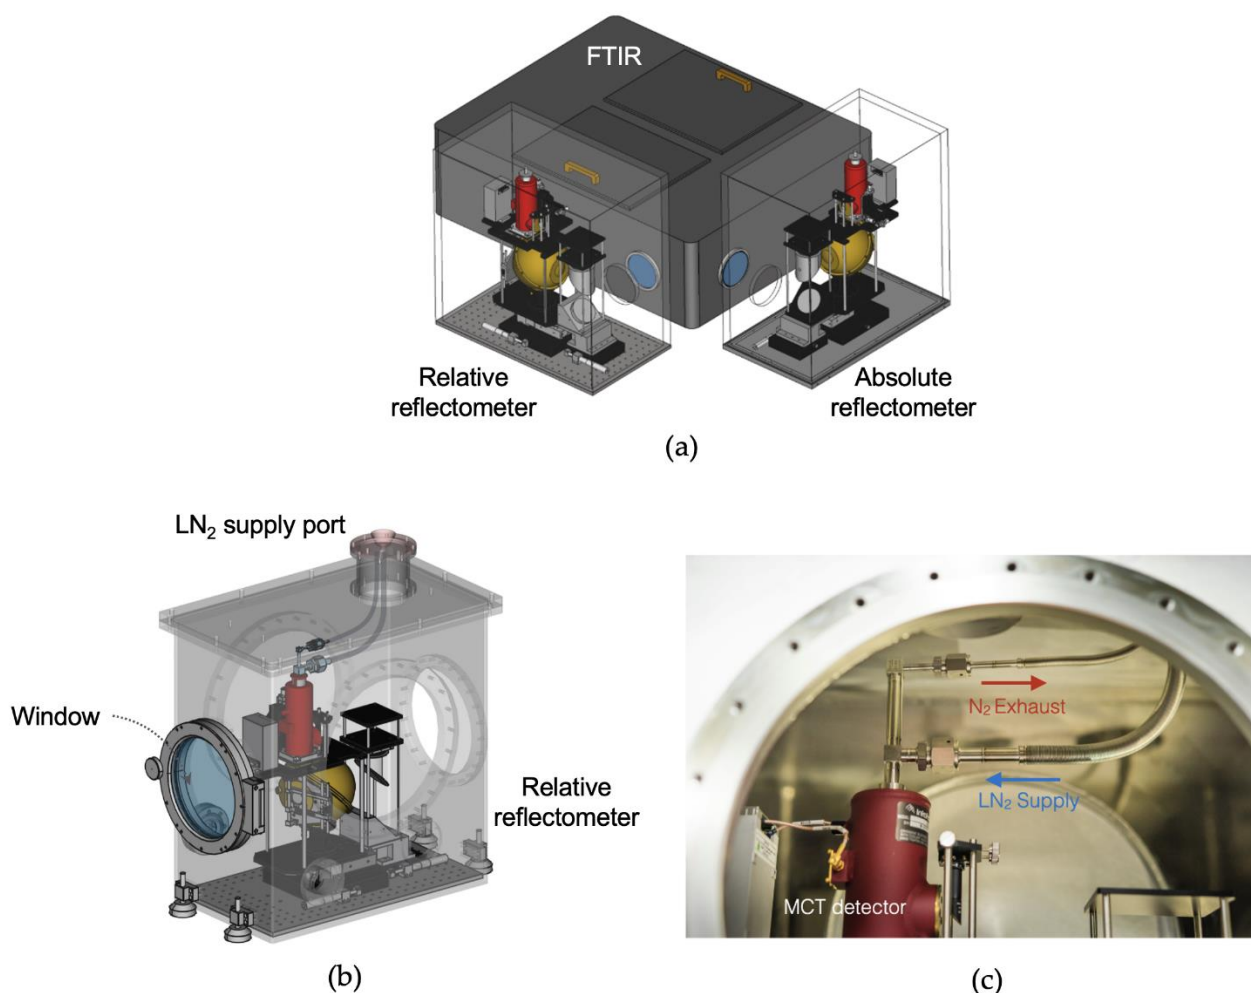 FTIR
Relative
reflectometer
Absolute
reflectometer
(a)
LN₂ supply port
Window
Relative
reflectometer
(b)
N₂ Exhaust
LN₂ Supply
MCT detector
(c)